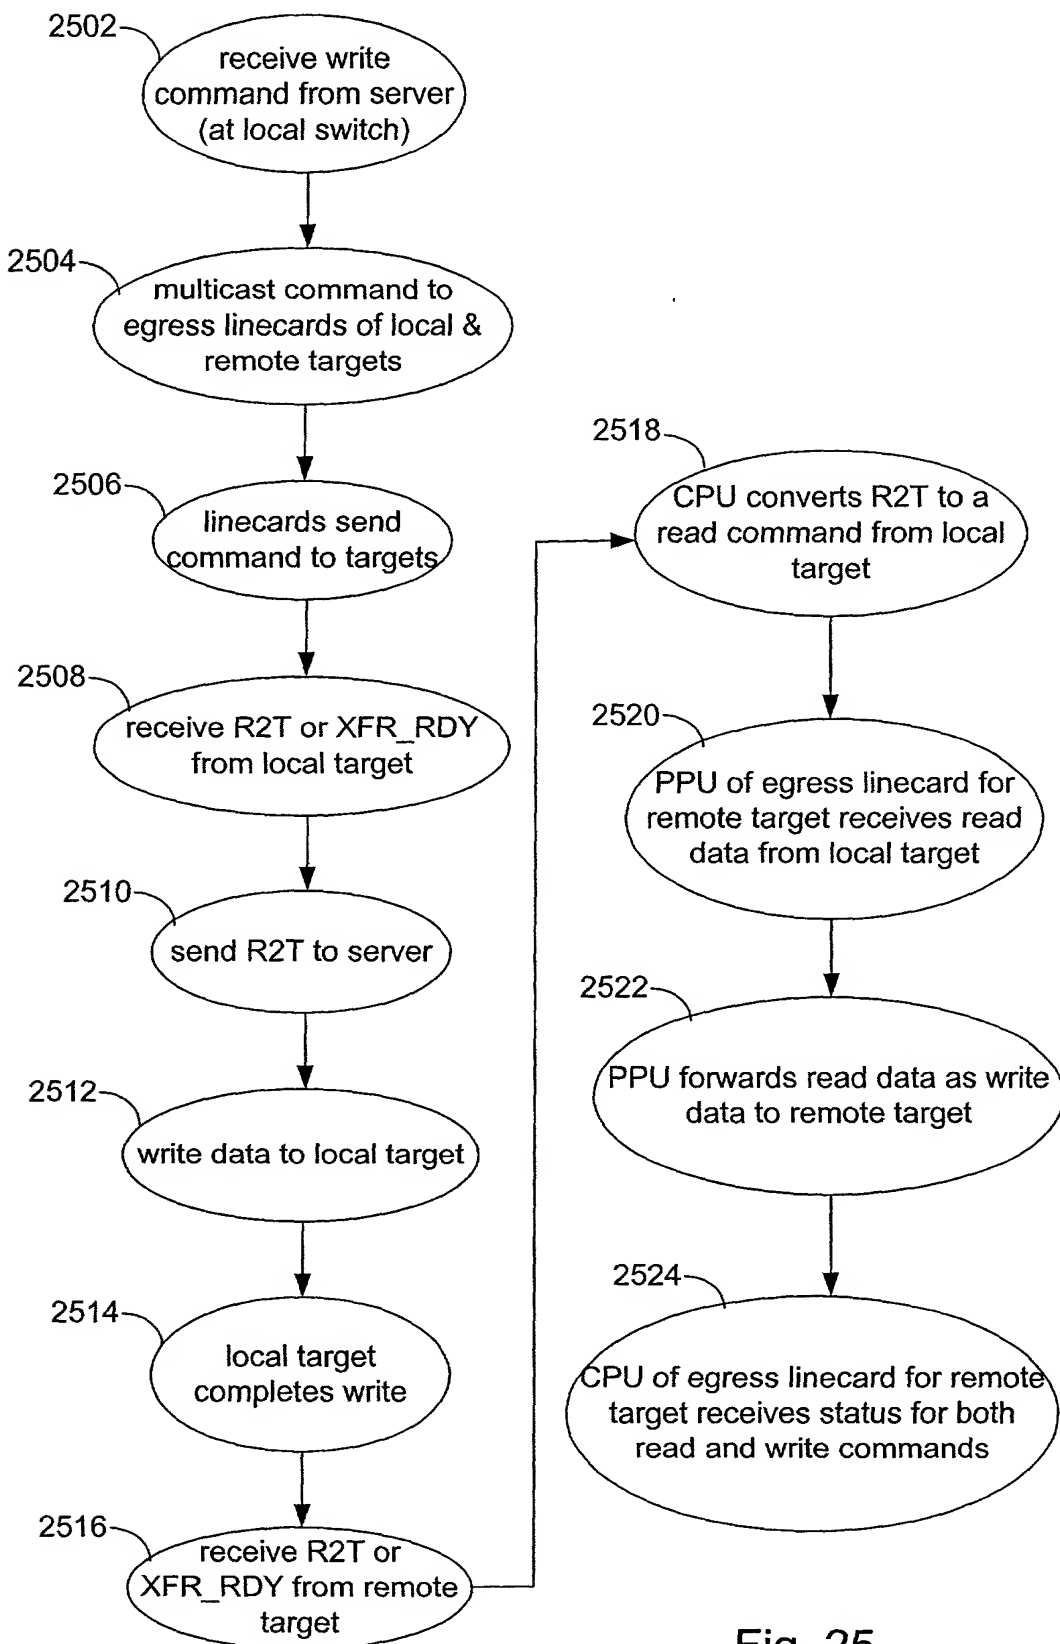 2502
receive write
command from server
(at local switch)
2504
multicast command to
egress linecards of local &
remote targets
2506
linecards send
command to targets
2508
receive R2T or XFR_RDY
from local target
2510
send R2T to server
2512
write data to local target
2514
local target
completes write
2516
receive R2T or
XFR_RDY from remote
target
2518
CPU converts R2T to a
read command from local
target
2520
PPU of egress linecard for
remote target receives read
data from local target
2522
PPU forwards read data as write
data to remote target
2524
CPU of egress linecard for remote
target receives status for both
read and write commands
Fig. 25